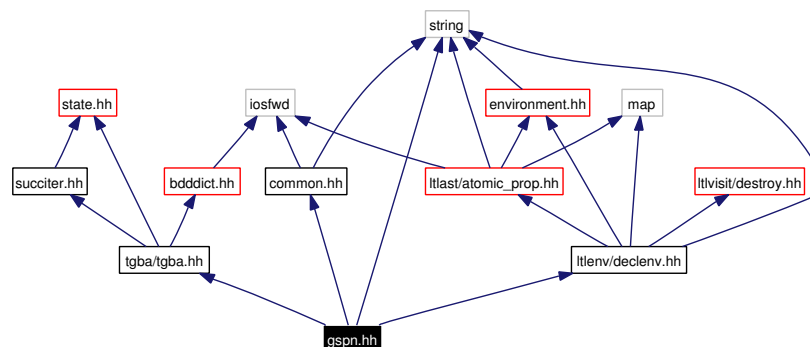 string
state.hh
iosfwd
environment.hh
map
succiter.hh
bdddict.hh
common.hh
ltlast/atomic_prop.hh
ltlvisit/destroy.hh
tgba/tgba.hh
ltlenv/declenv.hh
gspn.hh